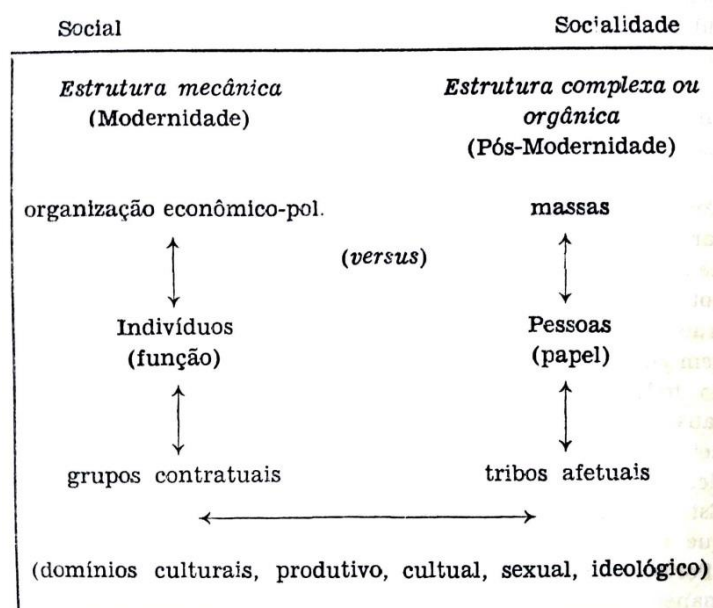 Social Socialidade
Estrutura mecânica Estrutura complexa ou
(Modernidade) orgânica
(Pós-Modernidade)
organização econômico-pol. massas
(versus)
Indivíduos Pessoas
(função) (papel)
grupos contratuais tribos afetuais
(domínios culturais, produtivo, cultual, sexual, ideológico)